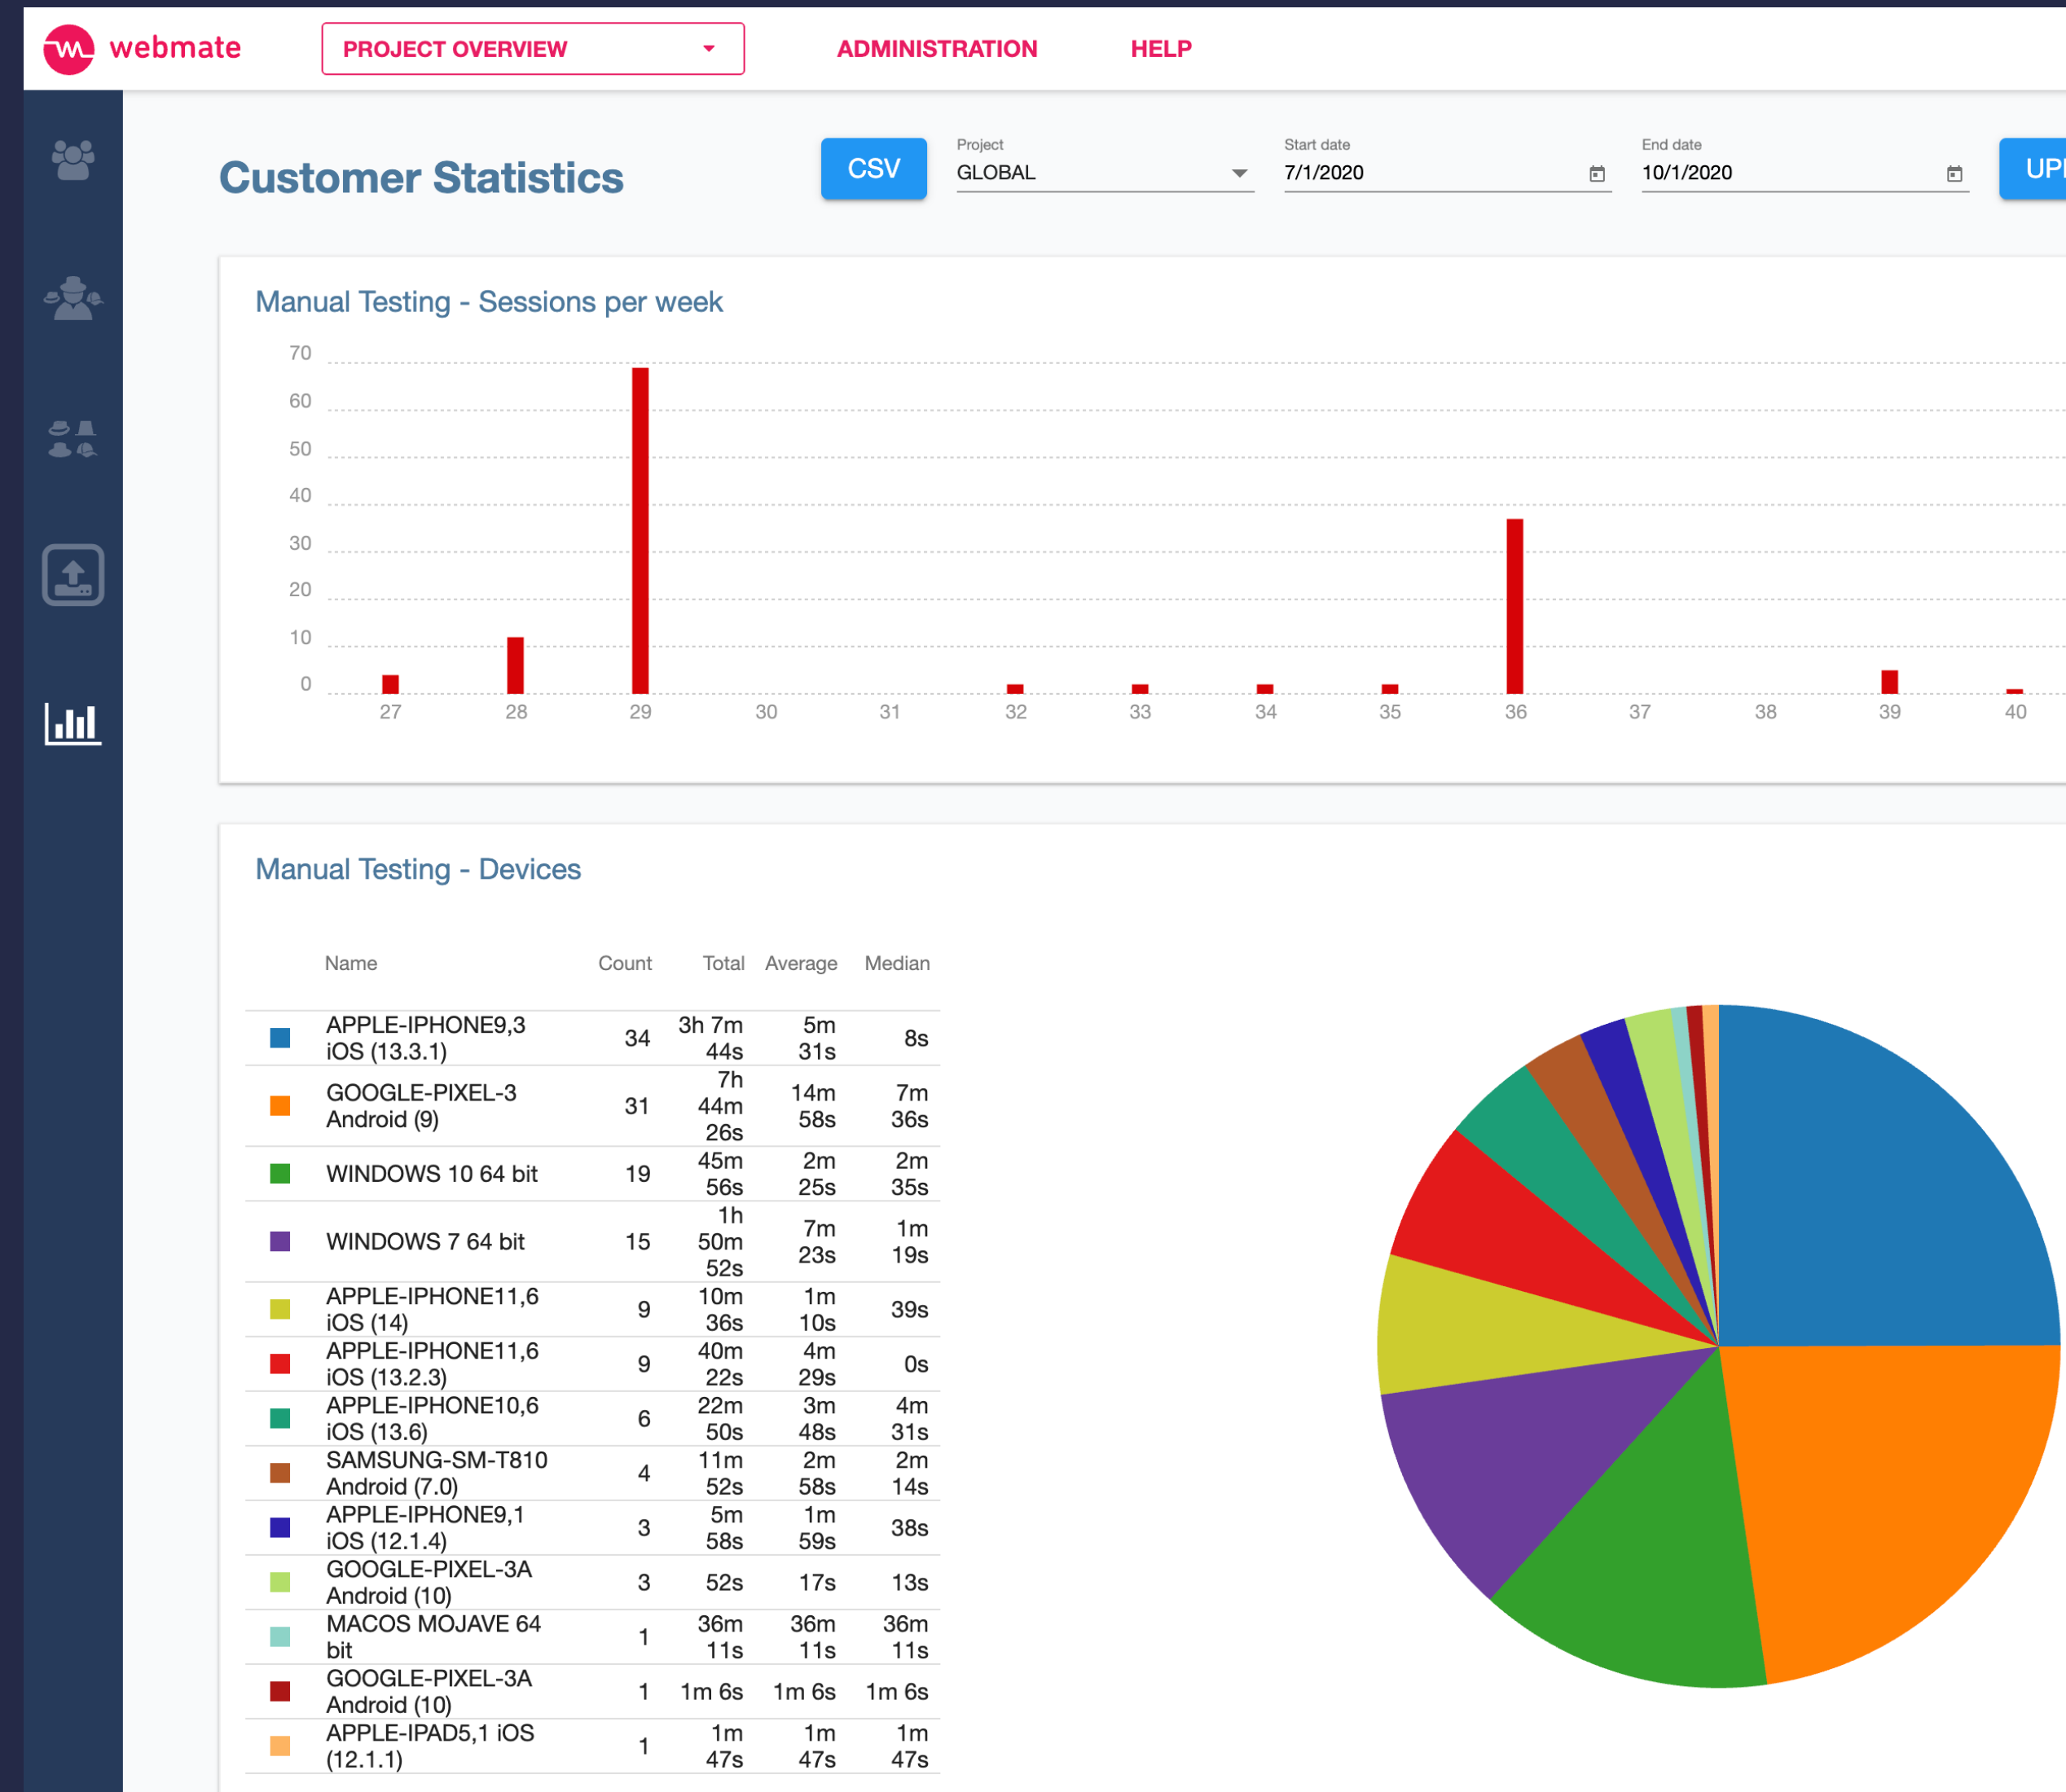 webmate
PROJECT OVERVIEW
ADMINISTRATION
HELP
Customer Statistics
CSV
Project
GLOBAL
Start date
7/1/2020
End date
10/1/2020
Manual Testing - Sessions per week
70
60
50
40
30
20
10
0
27 28 29 30 31 32 33 34 35 36 37 38 39 40
Manual Testing - Devices
Name Count Total Average Median
APPLE-IPHONE9,3 3h 7m 5m
34 8s
iOS (13.3.1) 44s 31s
7h
GOOGLE-PIXEL-3 14m 7m
31 44m
Android (9) 58s 36s
26s
45m 2m 2m
WINDOWS 10 64 bit 19
56s 25s 35s
1h
7m 1m
WINDOWS 7 64 bit 15 50m
23s 19s
52s
APPLE-IPHONE11,6 10m 1m
9 39s
iOS (14) 36s 10s
APPLE-IPHONE11,6 40m 4m
9 0s
iOS (13.2.3) 22s 29s
APPLE-IPHONE10,6 22m 3m 4m
6
iOS (13.6) 50s 48s 31s
SAMSUNG-SM-T810 11m 2m 2m
4
Android (7.0) 52s 58s 14s
APPLE-IPHONE9,1 5m 1m
3 38s
iOS (12.1.4) 58s 59s
GOOGLE-PIXEL-3A
3 52s 17s 13s
Android (10)
MACOS MOJAVE 64 36m 36m 36m
1
bit 11s 11s 11s
GOOGLE-PIXEL-3A
1 1m 6s 1m 6s 1m 6s
Android (10)
APPLE-IPAD5,1 iOS 1m 1m 1m
1
(12.1.1) 47s 47s 47s